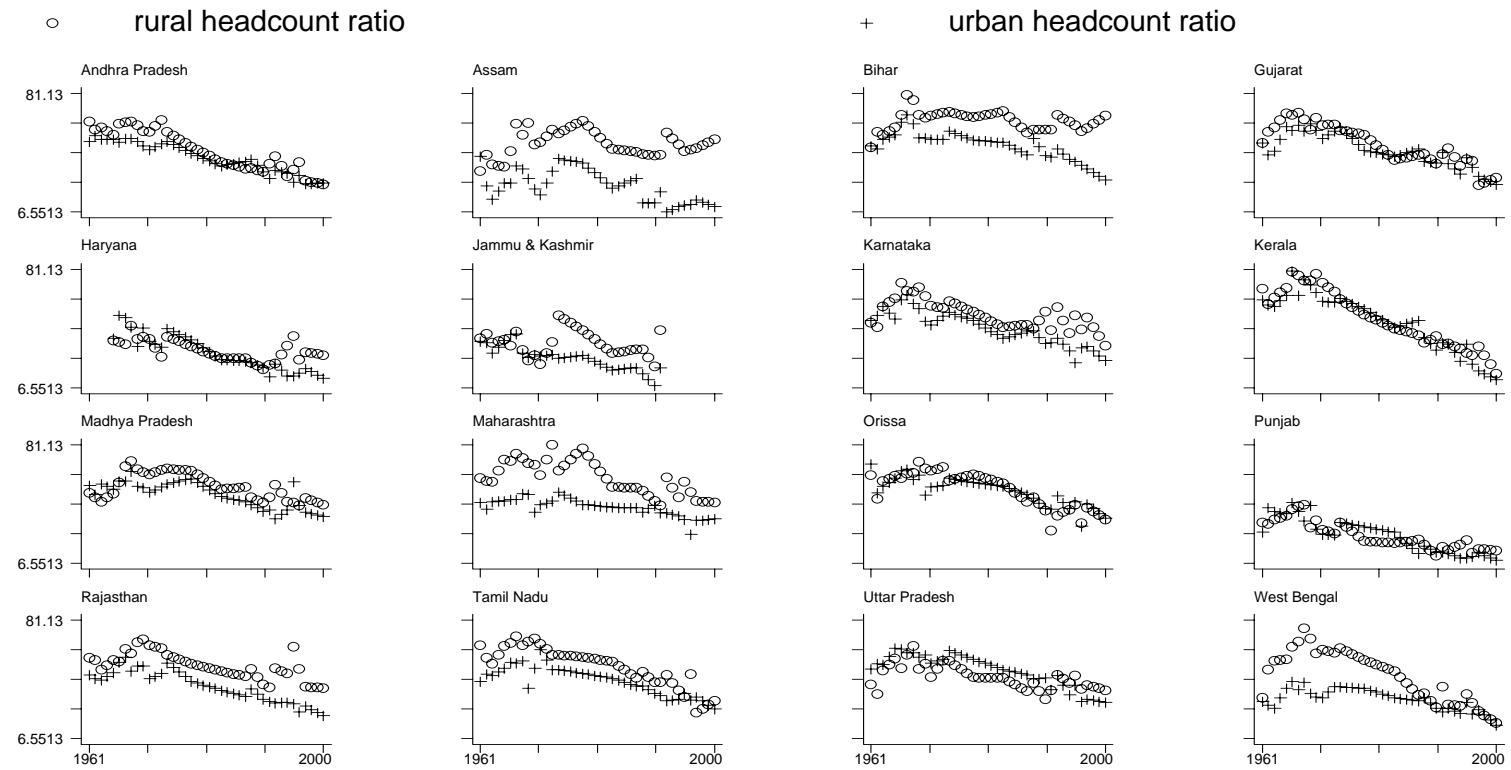 rural headcount ratio urban headcount ratio
Andhra Pradesh Assam Bihar Gujarat
81.13
6.5513
Haryana Jammu & Kashmir Karnataka Kerala
81.13
6.5513
Madhya Pradesh Maharashtra Orissa Punjab
81.13
6.5513
Rajasthan Tamil Nadu Uttar Pradesh West Bengal
81.13
6.5513
1961 2000 1961 2000 1961 2000 1961 2000